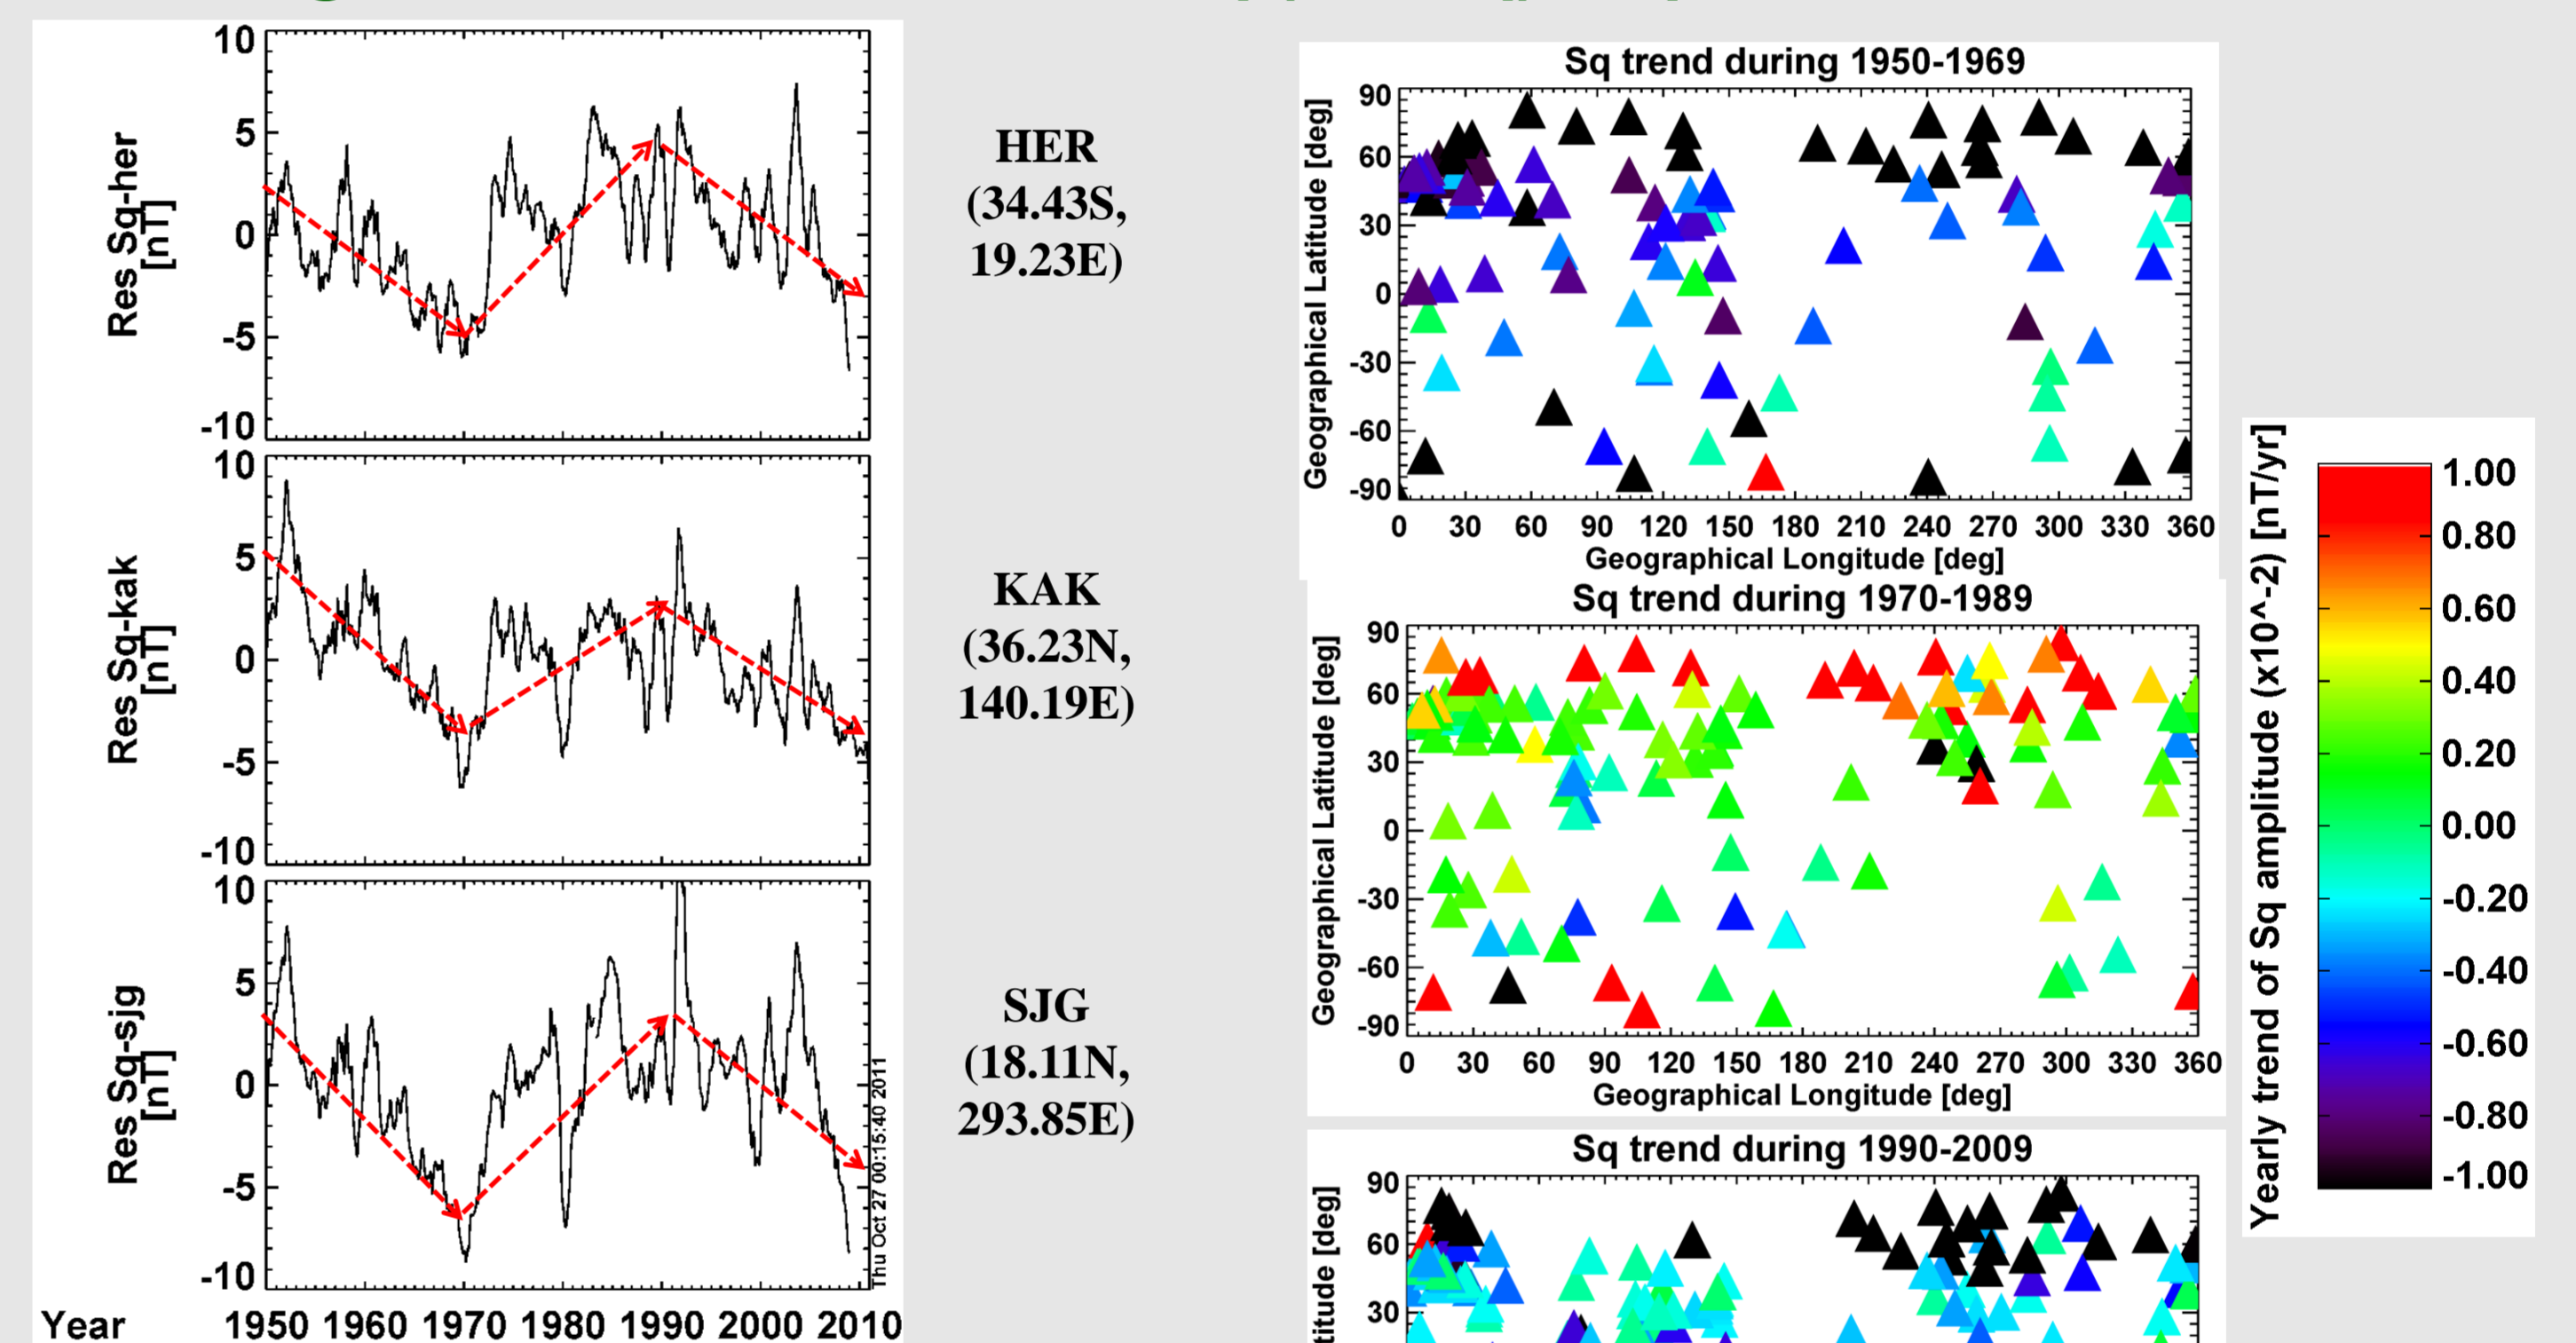 10
5
0
-5
-10
Res Sq-her
[nT]
HER
(34.43S,
19.23E)
10
5
0
-5
-10
Res Sq-kak
[nT]
KAK
(36.23N,
140.19E)
10
5
0
-5
-10
Res Sq-sjg
[nT]
SJG
(18.11N,
293.85E)
Thu Oct 27 00:15:40 2011
Year 1950 1960 1970 1980 1990 2000 2010
Sq trend during 1950-1969
Geographical Latitude [deg]
90
60
30
0
-30
-60
-90
0 30 60 90 120 150 180 210 240 270 300 330 360
Geographical Longitude [deg]
Sq trend during 1970-1989
Geographical Latitude [deg]
90
60
30
0
-30
-60
-90
0 30 60 90 120 150 180 210 240 270 300 330 360
Geographical Longitude [deg]
Sq trend during 1990-2009
90
60
30
titude [deg]
Yearly trend of Sq amplitude (x10^-2) [nT/yr]
1.00
0.80
0.60
0.40
0.20
0.00
-0.20
-0.40
-0.60
-0.80
-1.00